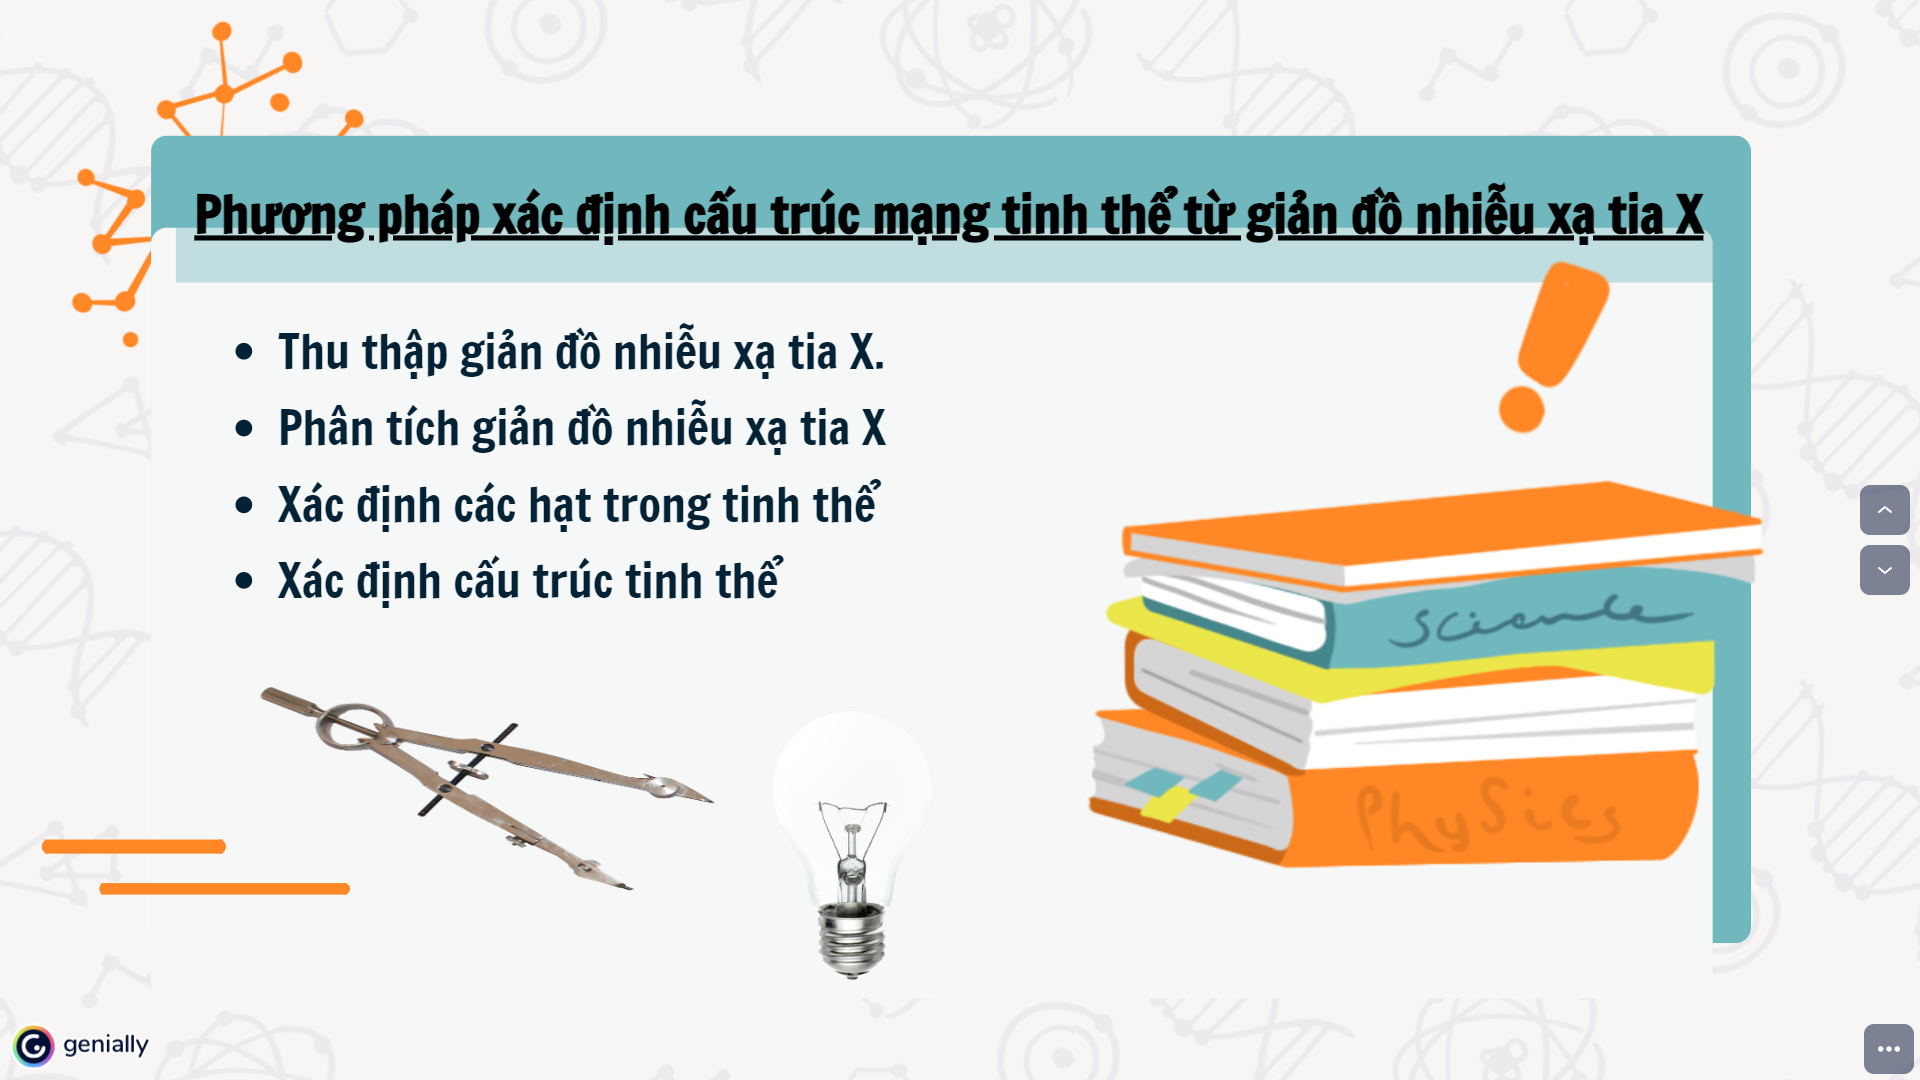 Phương pháp xác định cấu trúc mạng tinh thể từ giản đồ nhiễu xạ tia X
• Thu thập giản đồ nhiễu xạ tia X.
• Phân tích giản đồ nhiễu xạ tia X
• Xác định các hạt trong tinh thể
• Xác định cấu trúc tinh thể
science
Physics
genially